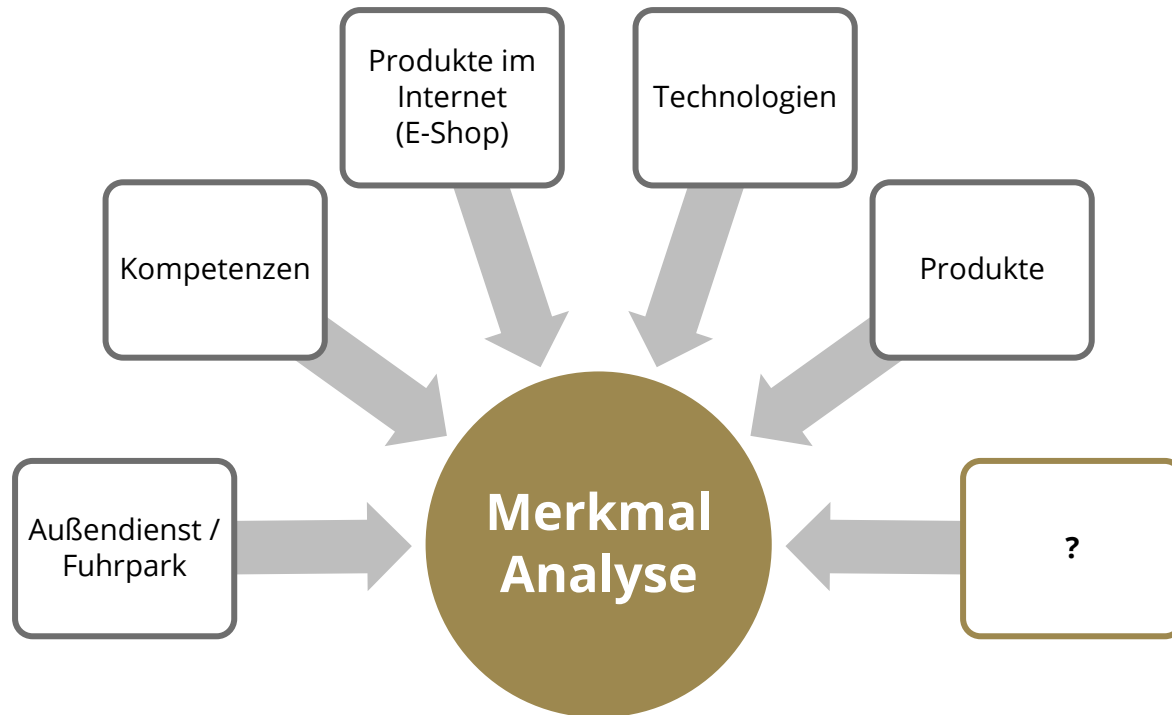 Produkte im
Internet
(E-Shop)
Technologien
Kompetenzen
Produkte
Außendienst /
Fuhrpark
Merkmal
Analyse
?